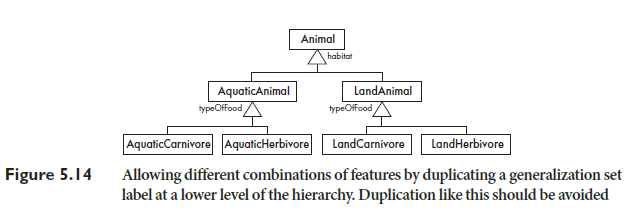 Animal
habitat
AquaticAnimal LandAnimal
typeOfFood typeOfFood
AquaticCarnivore AquaticHerbivore LandCarnivore LandHerbivore
Figure 5.14 Allowing different combinations of features by duplicating a generalization set
label at a lower level of the hierarchy. Duplication like this should be avoided